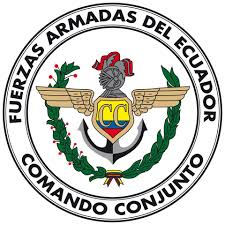 FUERZAS ARMADAS DEL ECUADOR
CC
COMANDO CONJUNTO